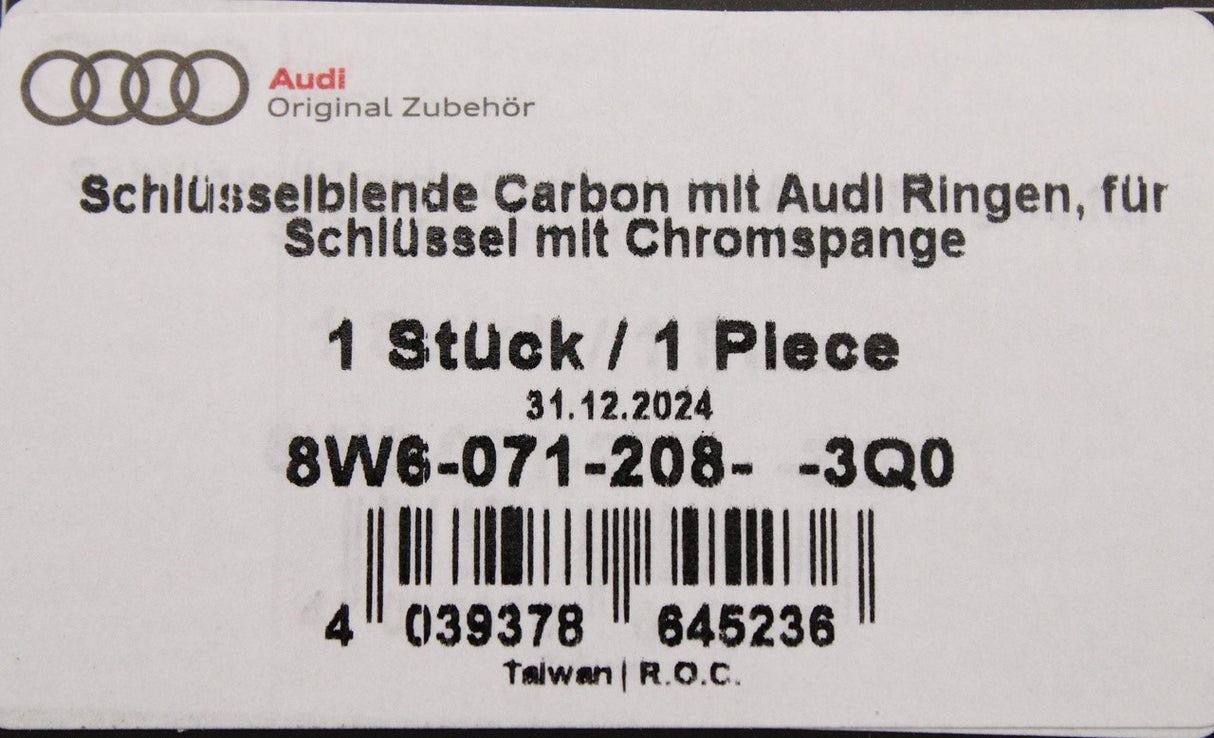 Audi
Original Zubehör
Schlüsselblende Carbon mit Audi Ringen, für
Schlüssel mit Chromspange
1 Stück / 1 Piece
31.12.2024
8W6-071-208- -3Q0
4 039378 645236
Taiwan | R.O.C.